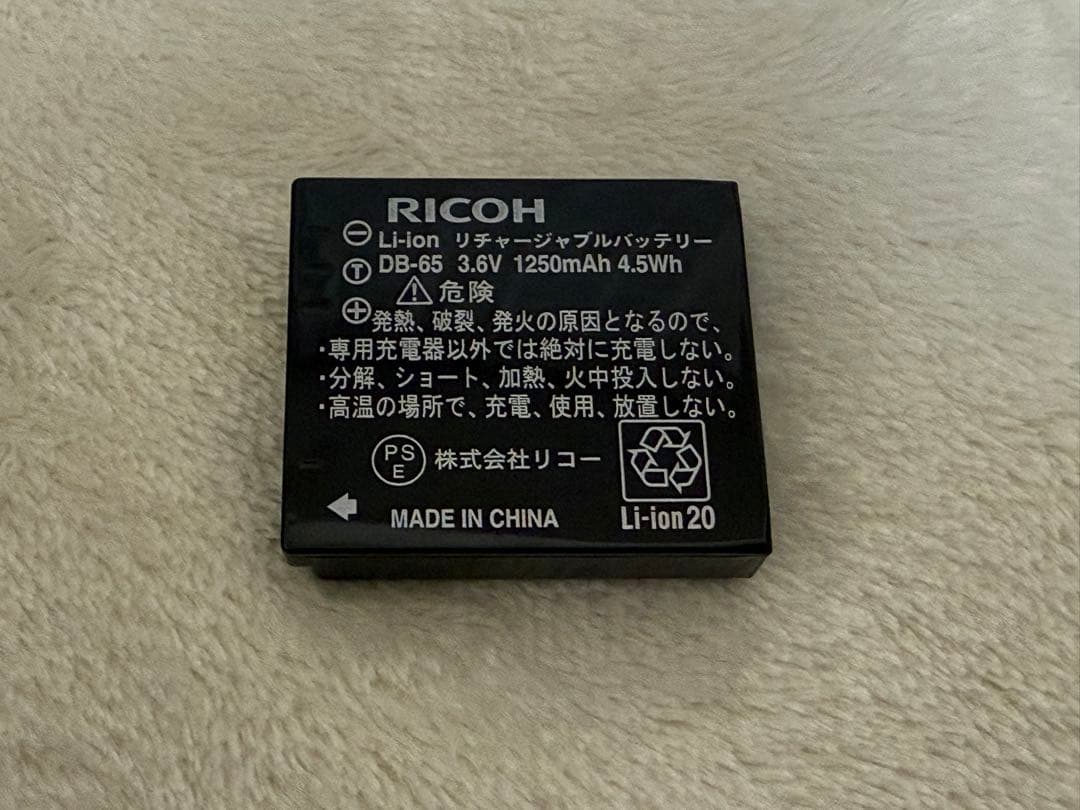 RICOH
⊖ Li-ion リチャージャブルバッテリー
Ⓣ DB-65 3.6V 1250mAh 4.5Wh
⚠危険
⊕ 発熱、破裂、発火の原因となるので、
・専用充電器以外では絶対に充電しない。
・分解、ショート、加熱、火中投入しない。
・高温の場所で、充電、使用、放置しない。
PS
E
株式会社リコー
MADE IN CHINA
Li-ion20